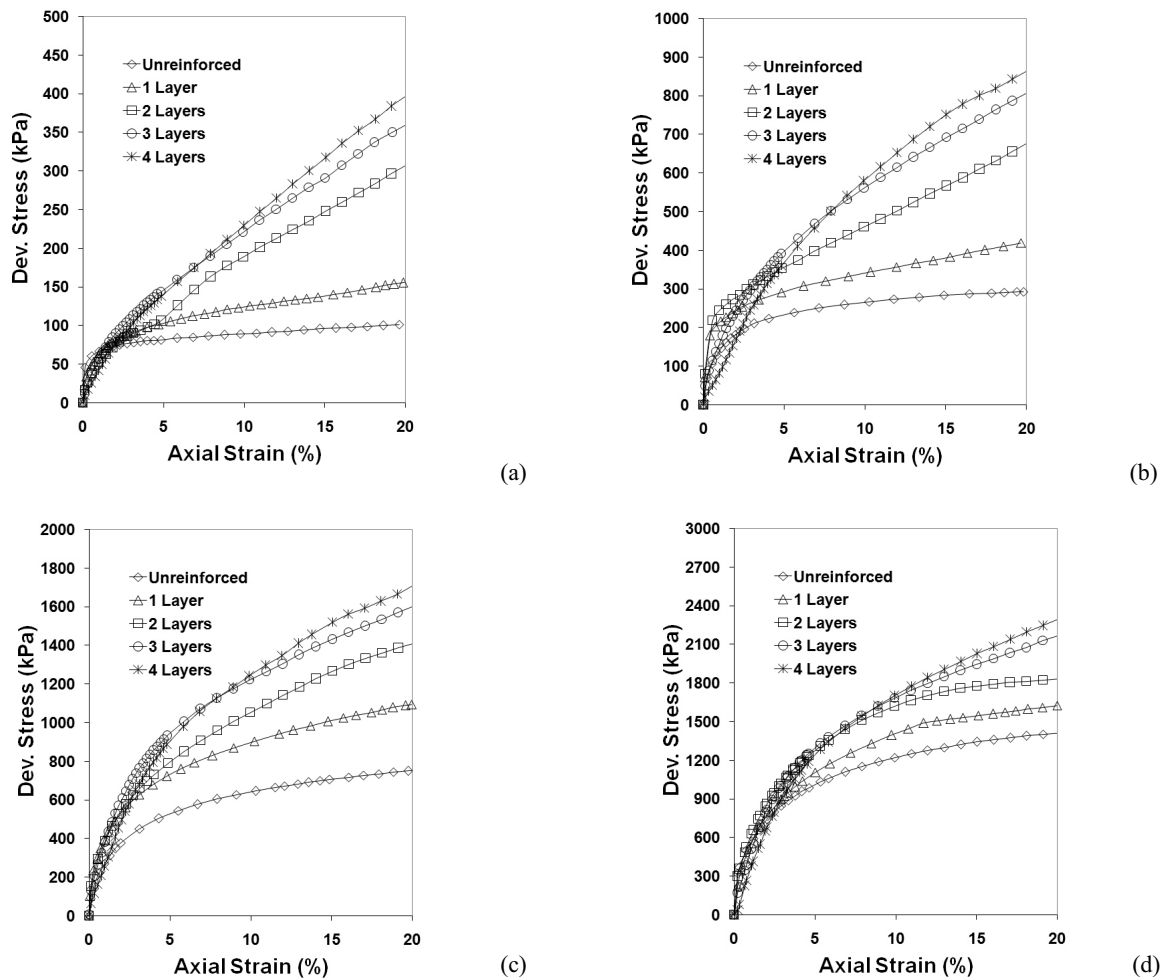 500
450
400
350
300
250
200
150
100
50
0
Dev. Stress (kPa)
Unreinforced
1 Layer
2 Layers
3 Layers
4 Layers
0 5 10 15 20
Axial Strain (%)
(a)
1000
900
800
700
600
500
400
300
200
100
0
Dev. Stress (kPa)
Unreinforced
1 Layer
2 Layers
3 Layers
4 Layers
0 5 10 15 20
Axial Strain (%)
(b)
2000
1800
1600
1400
1200
1000
800
600
400
200
0
Dev. Stress (kPa)
Unreinforced
1 Layer
2 Layers
3 Layers
4 Layers
0 5 10 15 20
Axial Strain (%)
(c)
3000
2700
2400
2100
1800
1500
1200
900
600
300
0
Dev. Stress (kPa)
Unreinforced
1 Layer
2 Layers
3 Layers
4 Layers
0 5 10 15 20
Axial Strain (%)
(d)